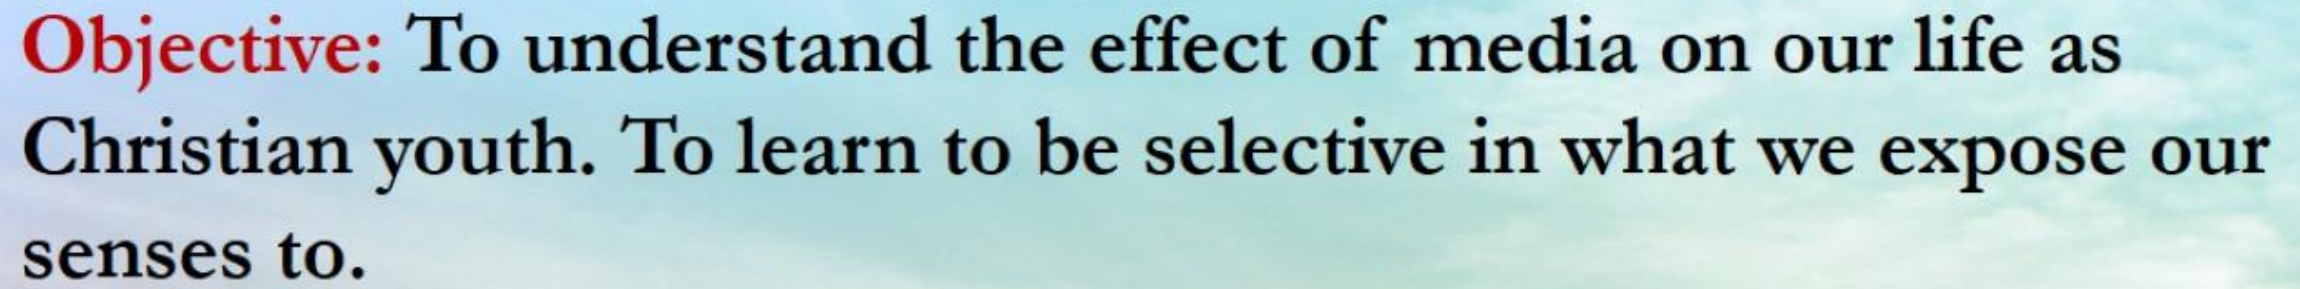 Objective: To understand the effect of media on our life as
Christian youth. To learn to be selective in what we expose our
senses to.